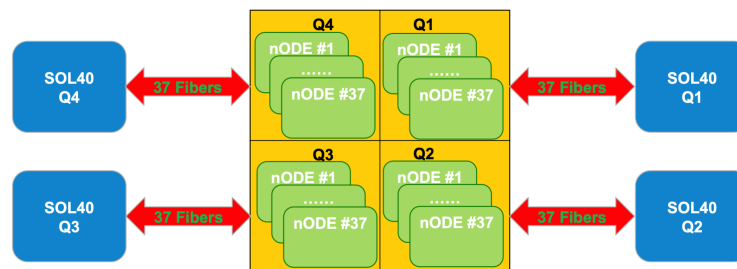 Q4
Q1
nODE #1
nODE #1
......
......
nODE #37
nODE #37
SOL40
Q4
37 Fibers
37 Fibers
SOL40
Q1
Q3
Q2
nODE #1
nODE #1
......
......
nODE #37
nODE #37
SOL40
Q3
37 Fibers
37 Fibers
SOL40
Q2